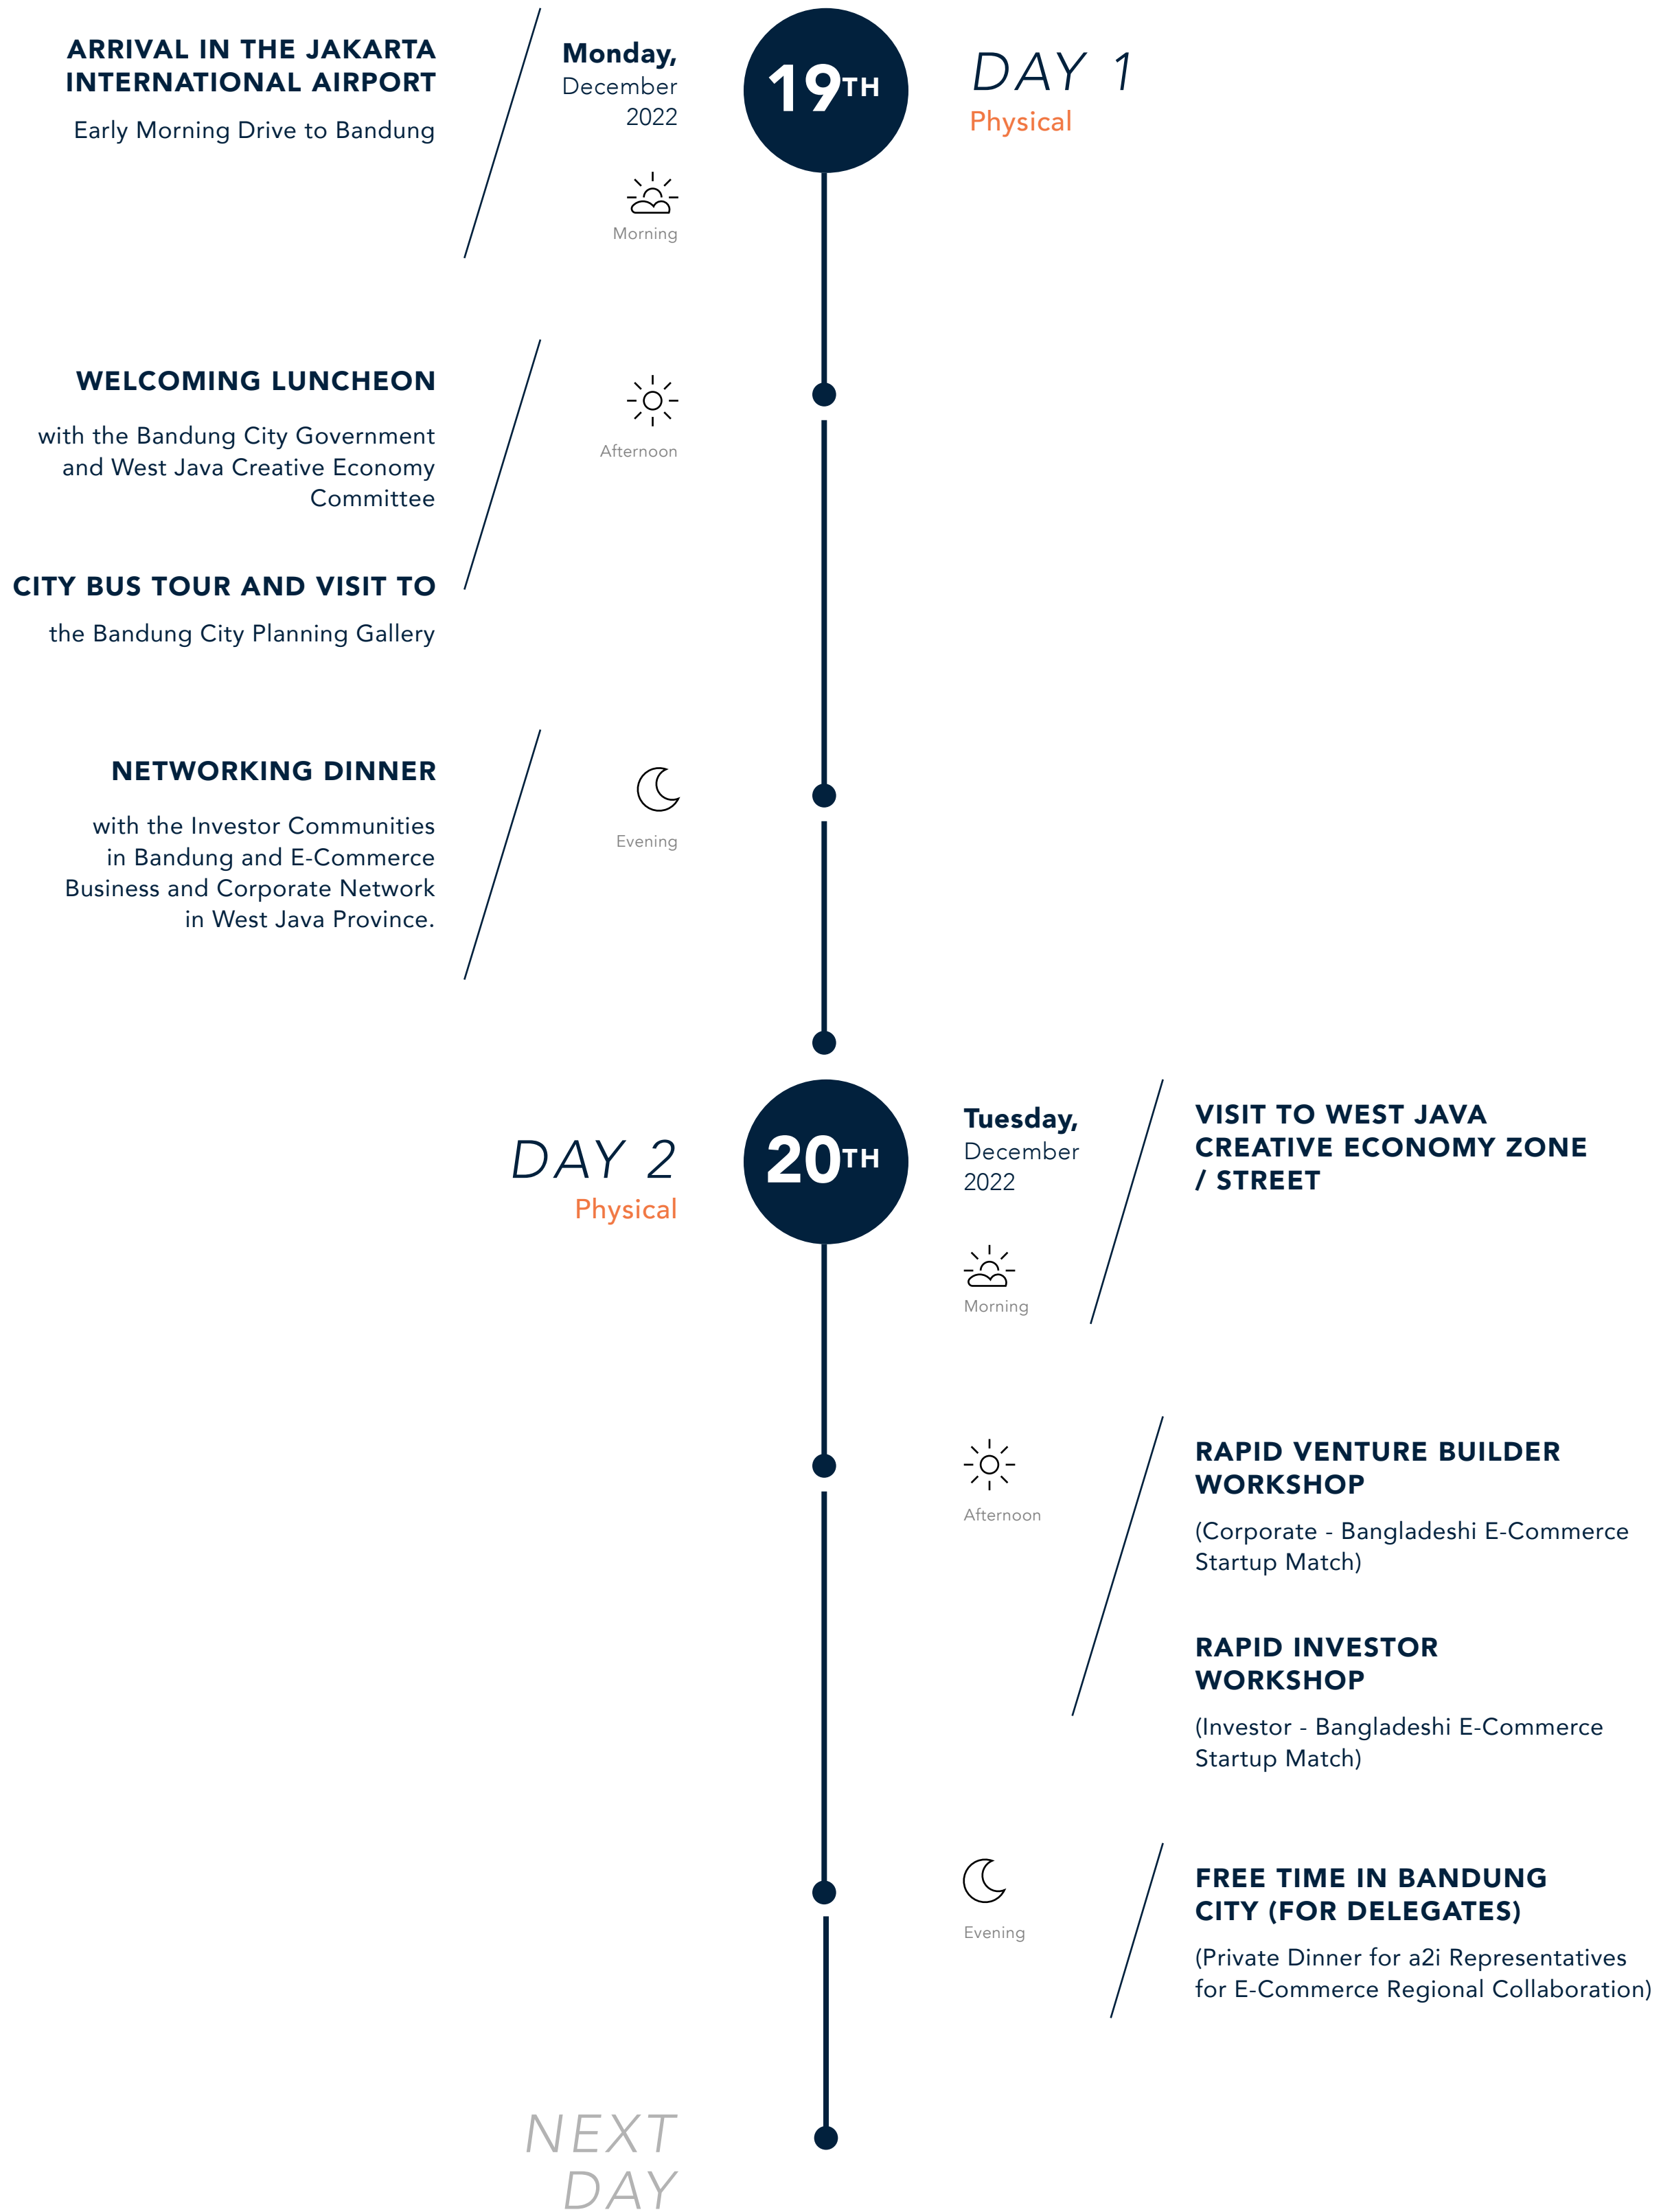 ARRIVAL IN THE JAKARTA
INTERNATIONAL AIRPORT
Early Morning Drive to Bandung
Monday,
December
2022
Morning
19TH
DAY 1
Physical
WELCOMING LUNCHEON
with the Bandung City Government
and West Java Creative Economy
Committee
Afternoon
CITY BUS TOUR AND VISIT TO
the Bandung City Planning Gallery
NETWORKING DINNER
with the Investor Communities
in Bandung and E-Commerce
Business and Corporate Network
in West Java Province.
Evening
DAY 2
Physical
20TH
Tuesday,
December
2022
Morning
VISIT TO WEST JAVA
CREATIVE ECONOMY ZONE
/ STREET
Afternoon
RAPID VENTURE BUILDER
WORKSHOP
(Corporate - Bangladeshi E-Commerce
Startup Match)
RAPID INVESTOR
WORKSHOP
(Investor - Bangladeshi E-Commerce
Startup Match)
Evening
FREE TIME IN BANDUNG
CITY (FOR DELEGATES)
(Private Dinner for a2i Representatives
for E-Commerce Regional Collaboration)
NEXT
DAY